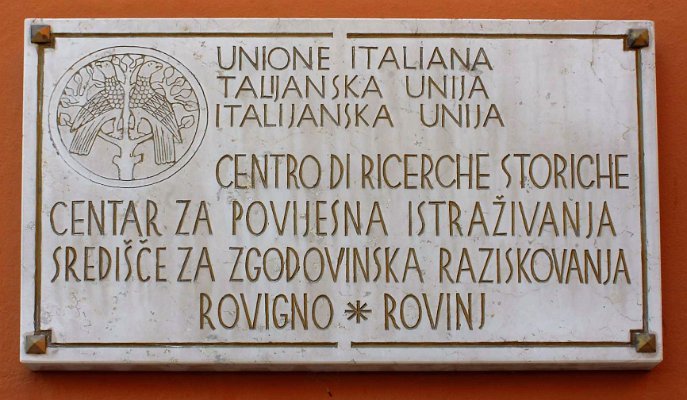 UNIONE ITALIANA
TALIJANSKA UNIJA
ITALIJANSKA UNIJA
CENTRO DI RICERCHE STORICHE
CENTAR ZA POVIJESNA ISTRAŽIVANJA
SREDIŠČE ZA ZGODOVINSKA RAZISKOVANJA
ROVIGNO * ROVINJ